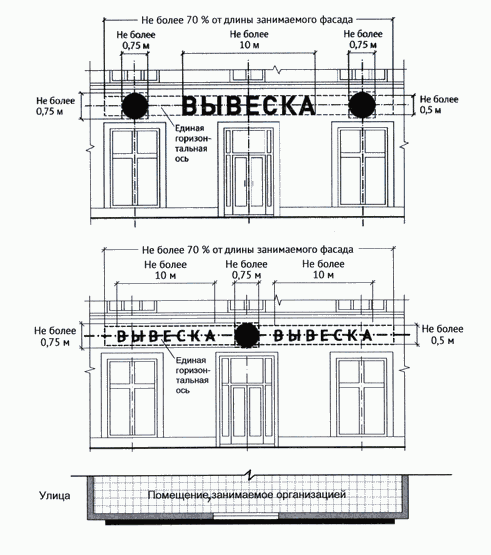 Не более 70 % от длины занимаемого фасада
Не более
0,75 м
Не более
10 м
Не более
0,75 м
Не более
0,75 м
ВЫВЕСКА
Не более
0,5 м
Единая
горизон-
тальная
ось
Не более 70 % от длины занимаемого фасада
Не более
10 м
Не более
0,75 м
Не более
10 м
Не более
0,75 м
ВЫВЕСКА
ВЫВЕСКА
Не более
0,5 м
Единая
горизон-
тальная
ось
Улица
Помещение,занимаемое организацией